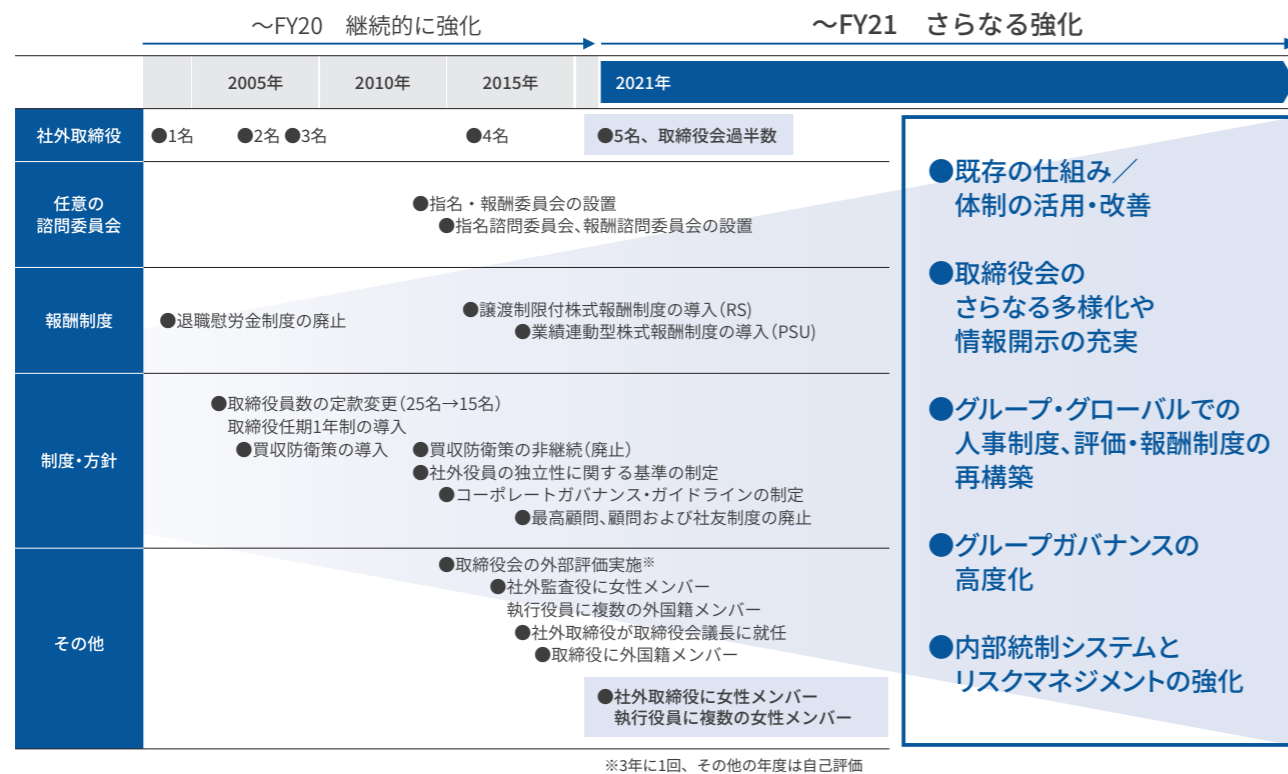 ～FY20　継続的に強化
～FY21　さらなる強化
2005年
2010年
2015年
2021年
社外取締役
●1名
●2名
●3名
●4名
●5名、取締役会過半数
任意の
諮問委員会
●指名・報酬委員会の設置
●指名諮問委員会、報酬諮問委員会の設置
報酬制度
●退職慰労金制度の廃止
●譲渡制限付株式報酬制度の導入（RS）
●業績連動型株式報酬制度の導入（PSU）
制度・方針
●取締役員数の定款変更（25名→15名）
取締役任期1年制の導入
●買収防衛策の導入
●買収防衛策の非継続（廃止）
●社外役員の独立性に関する基準の制定
●コーポレートガバナンス・ガイドラインの制定
●最高顧問、顧問および社友制度の廃止
その他
●取締役会の外部評価実施※
●社外監査役に女性メンバー
執行役員に複数の外国籍メンバー
●社外取締役が取締役会議長に就任
●取締役に外国籍メンバー
●社外取締役に女性メンバー
執行役員に複数の女性メンバー
●既存の仕組み／
体制の活用・改善
●取締役会の
さらなる多様化や
情報開示の充実
●グループ・グローバルでの
人事制度、評価・報酬制度の
再構築
●グループガバナンスの
高度化
●内部統制システムと
リスクマネジメントの強化
※3年に1回、その他の年度は自己評価